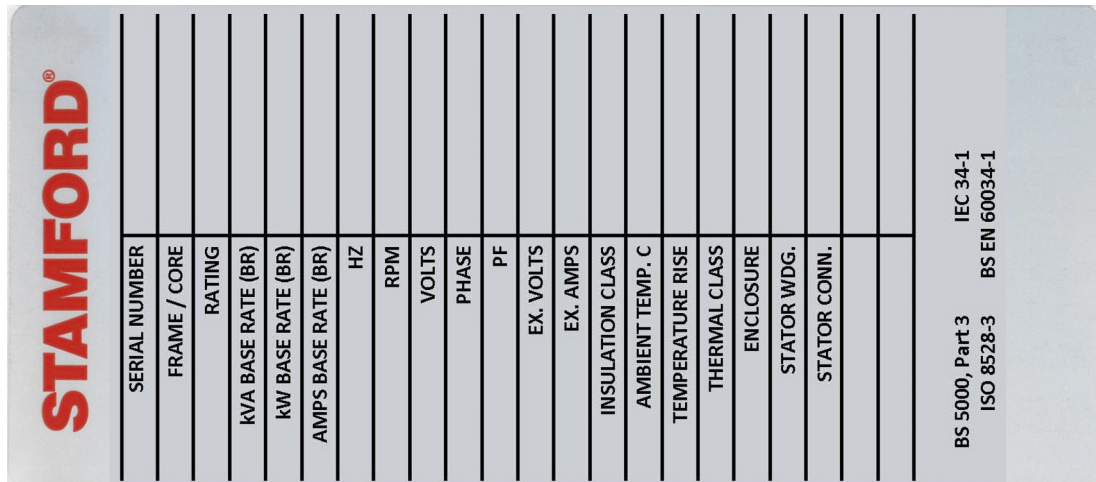 STAMFORD®
SERIAL NUMBER
FRAME / CORE
RATING
kVA BASE RATE (BR)
kW BASE RATE (BR)
AMPS BASE RATE (BR)
HZ
RPM
VOLTS
PHASE
PF
EX. VOLTS
EX. AMPS
INSULATION CLASS
AMBIENT TEMP. C
TEMPERATURE RISE
THERMAL CLASS
ENCLOSURE
STATOR WDG.
STATOR CONN.
BS 5000, Part 3 IEC 34-1
ISO 8528-3 BS EN 60034-1